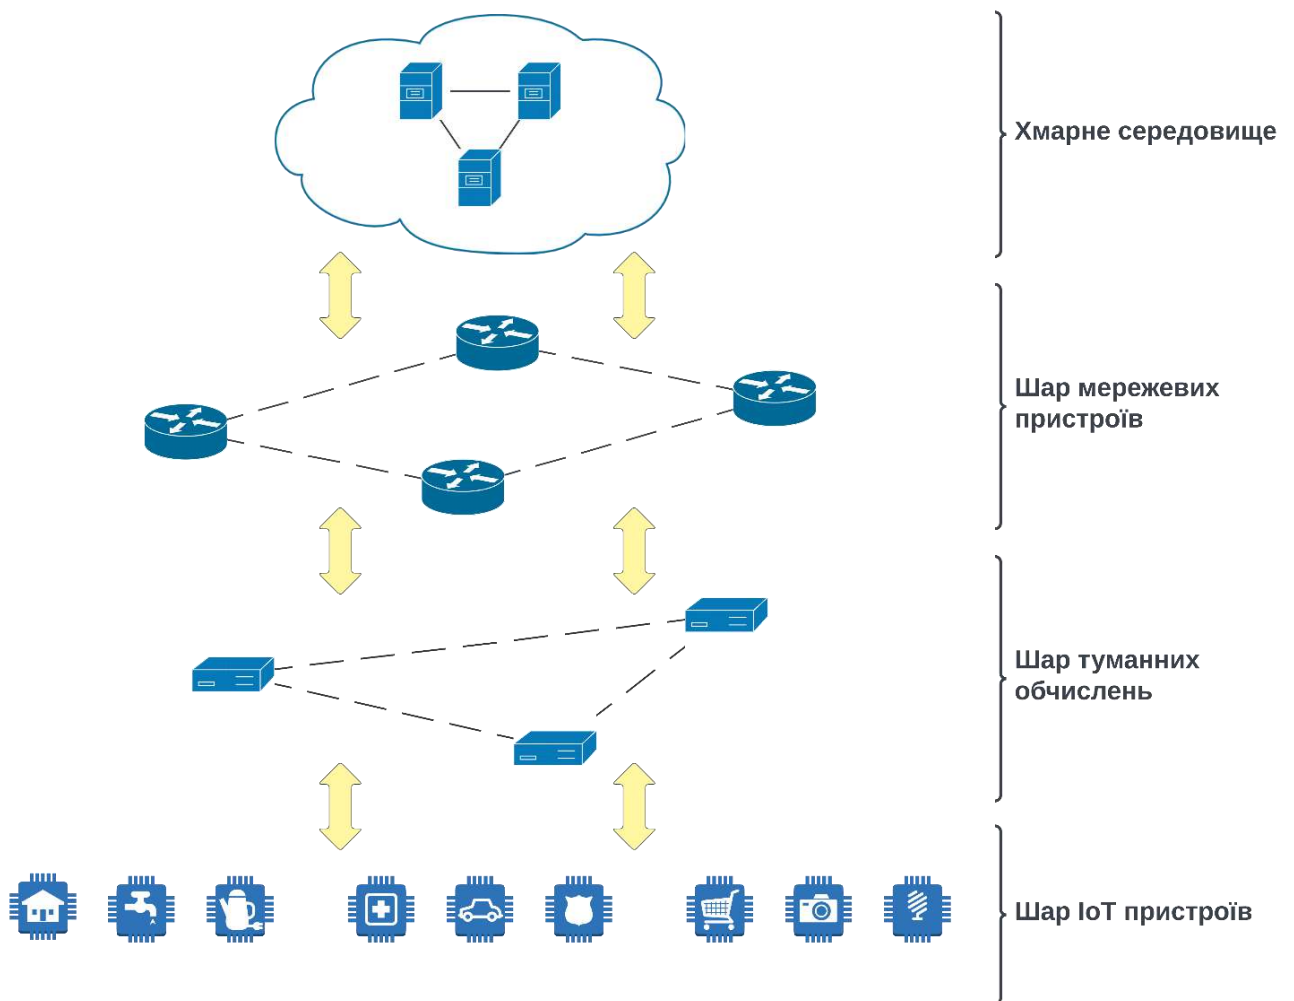 Хмарне середовище
Шар мережевих
пристроїв
Шар туманних
обчислень
Шар IoT пристроїв